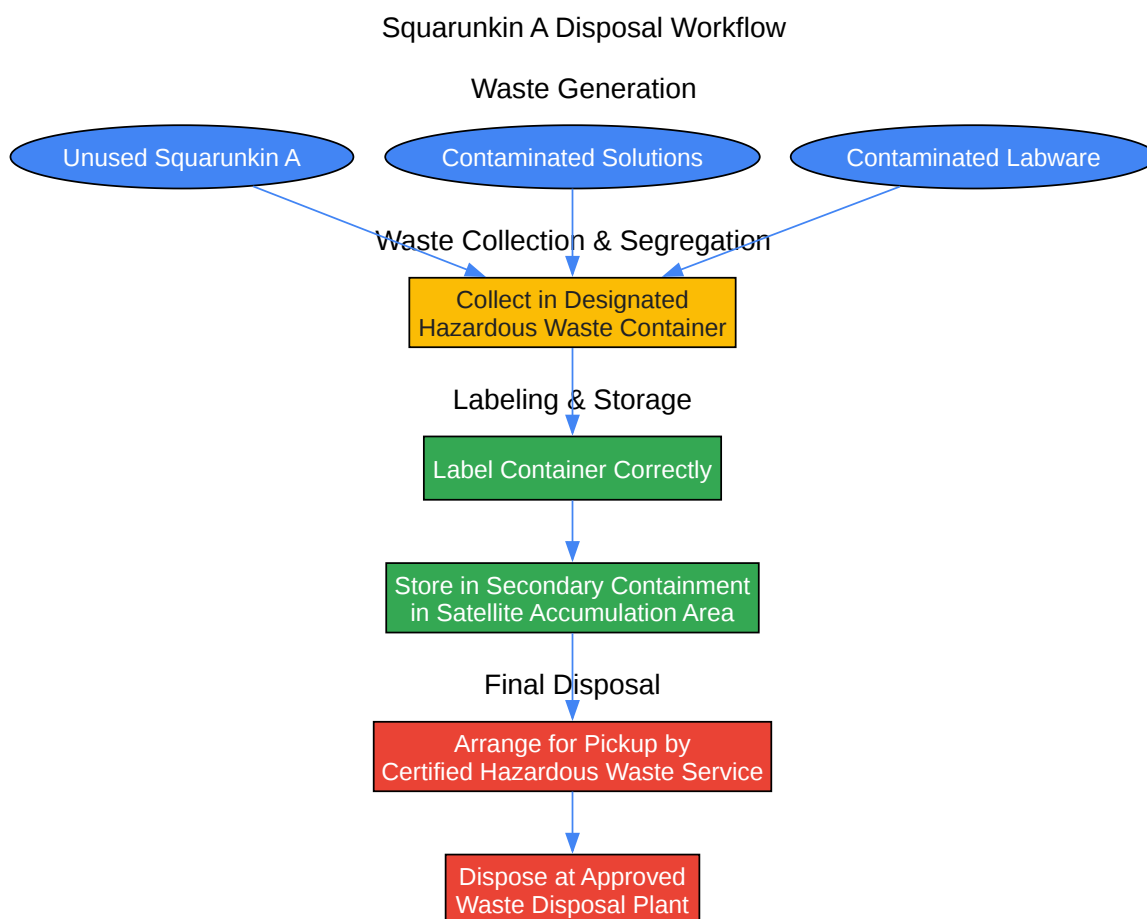 Squarunkin A Disposal Workflow
Waste Generation
Unused Squarunkin A
Contaminated Solutions
Contaminated Labware
Waste Collection & Segregation
Collect in Designated
Hazardous Waste Container
Labeling & Storage
Label Container Correctly
Store in Secondary Containment
in Satellite Accumulation Area
Final Disposal
Arrange for Pickup by
Certified Hazardous Waste Service
Dispose at Approved
Waste Disposal Plant